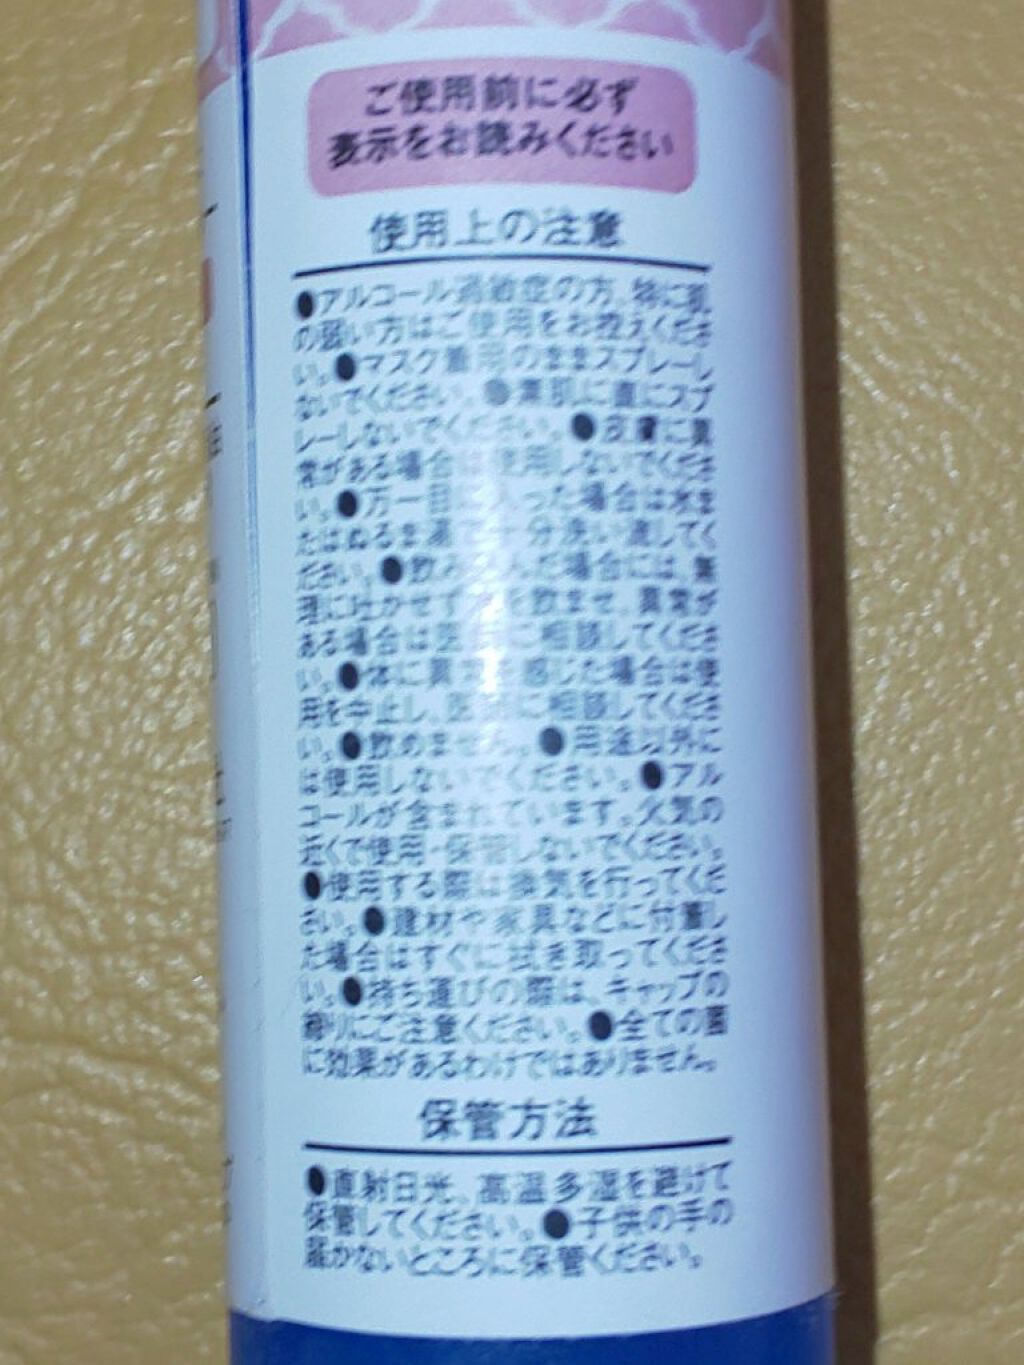 ご使用前に必ず
表示をお読みください
使用上の注意
●アルコール過敏症の方、特に肌
の弱い方はご使用をお控えくださ
い。●マスク着用のままスプレーし
ないでください。●素肌に直にスプ
レーしないでください。●皮膚に異
常がある場合は使用しないでくださ
い。●万一目に入った場合は水ま
たはぬるま湯で十分洗い流してく
ださい。●飲み込んだ場合には、無
理に吐かせず水を飲ませ、異常が
ある場合は医師にご相談してくださ
い。●体に異常を感じた場合は使
用を中止し、医師に相談してくださ
い。●飲めません。●用途以外に
は使用しないでください。●アル
コールが含まれています。火気の
近くで使用・保管しないでください。
●使用する際は換気を行ってくだ
さい。●建材や家具などに付着し
た場合はすぐに拭き取ってくださ
い。●持ち運びの際は、キャップの
締りにご注意ください。●全ての菌
に効果があるわけではありません。
保管方法
●直射日光、高温多湿を避けて
保管してください。●子供の手の
届かないところに保管ください。